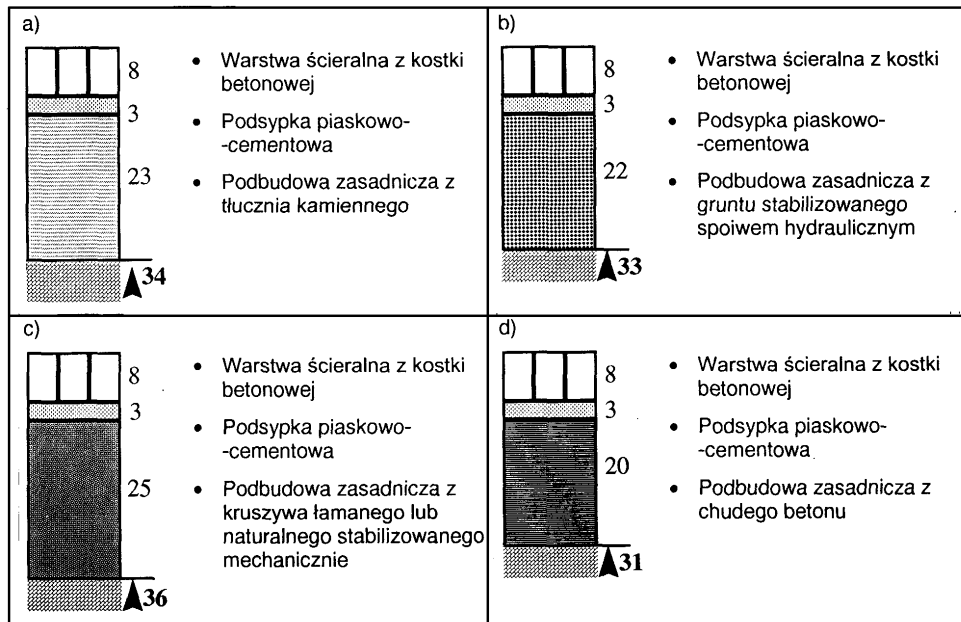 a)
8
3
23
34
• Warstwa ścieralna z kostki
betonowej
• Podsypka piaskowo-
-cementowa
• Podbudowa zasadnicza z
tłucznia kamiennego
b)
8
3
22
33
• Warstwa ścieralna z kostki
betonowej
• Podsypka piaskowo-
-cementowa
• Podbudowa zasadnicza z
gruntu stabilizowanego
spoiwem hydraulicznym
c)
8
3
25
36
• Warstwa ścieralna z kostki
betonowej
• Podsypka piaskowo-
-cementowa
• Podbudowa zasadnicza z
kruszywa łamanego lub
naturalnego stabilizowanego
mechanicznie
d)
8
3
20
31
• Warstwa ścieralna z kostki
betonowej
• Podsypka piaskowo-
-cementowa
• Podbudowa zasadnicza z
chudego betonu